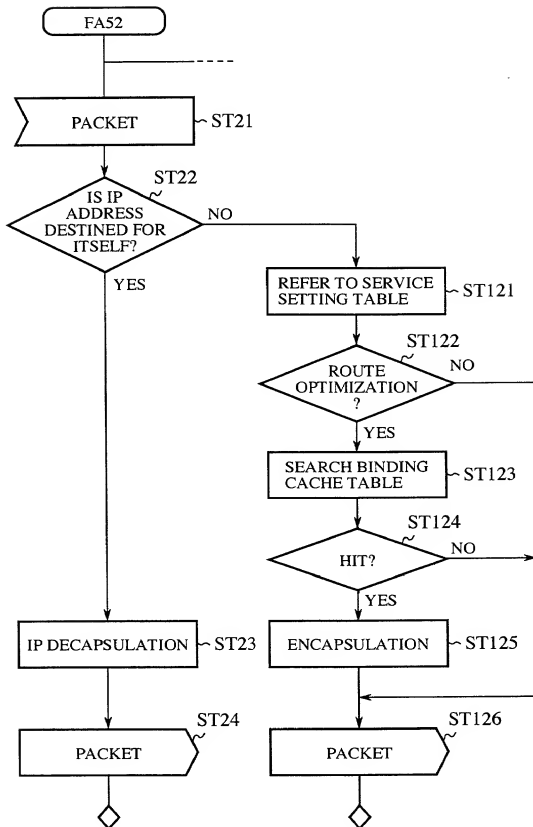 FA52
PACKET
ST21
ST22
IS IP
ADDRESS
DESTINED FOR
ITSELF?
NO
YES
REFER TO SERVICE
SETTING TABLE
ST121
ST122
ROUTE
OPTIMIZATION
?
NO
YES
SEARCH BINDING
CACHE TABLE
ST123
ST124
HIT?
NO
YES
IP DECAPSULATION
ST23
ENCAPSULATION
ST125
ST24
PACKET
ST126
PACKET